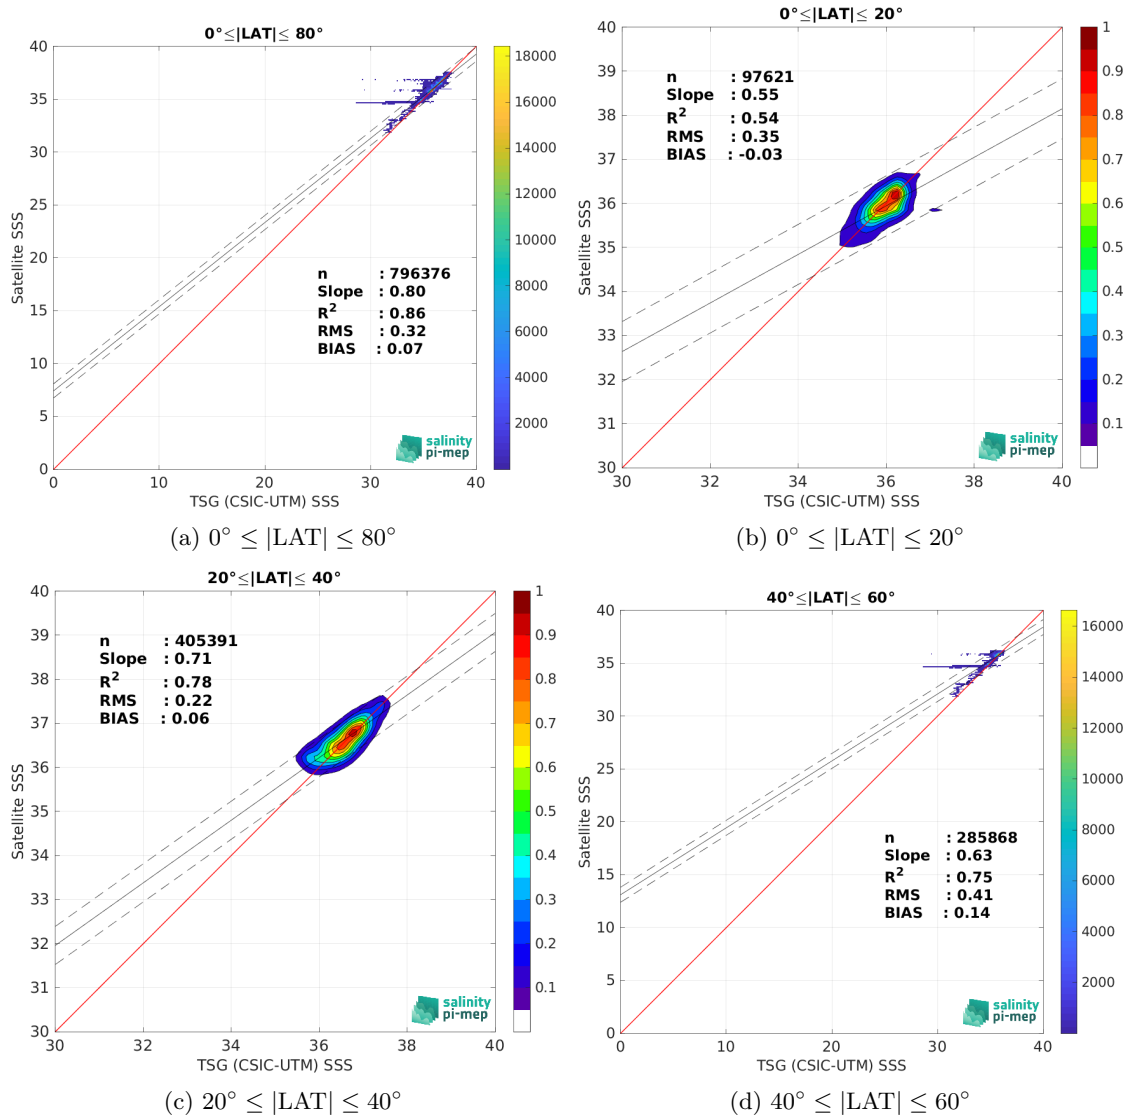 0°≤|LAT|≤ 80°
40
35
30
25
20
15
10
5
0
Satellite SSS
n : 796376
Slope : 0.80
R² : 0.86
RMS : 0.32
BIAS : 0.07
salinity
pi-mep
0 10 20 30 40
TSG (CSIC-UTM) SSS
18000
16000
14000
12000
10000
8000
6000
4000
2000
(a) 0° ≤ |LAT| ≤ 80°
0°≤|LAT|≤ 20°
40
39
38
37
36
35
34
33
32
31
30
Satellite SSS
n : 97621
Slope : 0.55
R² : 0.54
RMS : 0.35
BIAS : -0.03
salinity
pi-mep
30 32 34 36 38 40
TSG (CSIC-UTM) SSS
1
0.9
0.8
0.7
0.6
0.5
0.4
0.3
0.2
0.1
(b) 0° ≤ |LAT| ≤ 20°
20°≤|LAT|≤ 40°
40
39
38
37
36
35
34
33
32
31
30
Satellite SSS
n : 405391
Slope : 0.71
R² : 0.78
RMS : 0.22
BIAS : 0.06
salinity
pi-mep
30 32 34 36 38 40
TSG (CSIC-UTM) SSS
1
0.9
0.8
0.7
0.6
0.5
0.4
0.3
0.2
0.1
(c) 20° ≤ |LAT| ≤ 40°
40°≤|LAT|≤ 60°
40
35
30
25
20
15
10
5
0
Satellite SSS
n : 285868
Slope : 0.63
R² : 0.75
RMS : 0.41
BIAS : 0.14
salinity
pi-mep
0 10 20 30 40
TSG (CSIC-UTM) SSS
16000
14000
12000
10000
8000
6000
4000
2000
(d) 40° ≤ |LAT| ≤ 60°